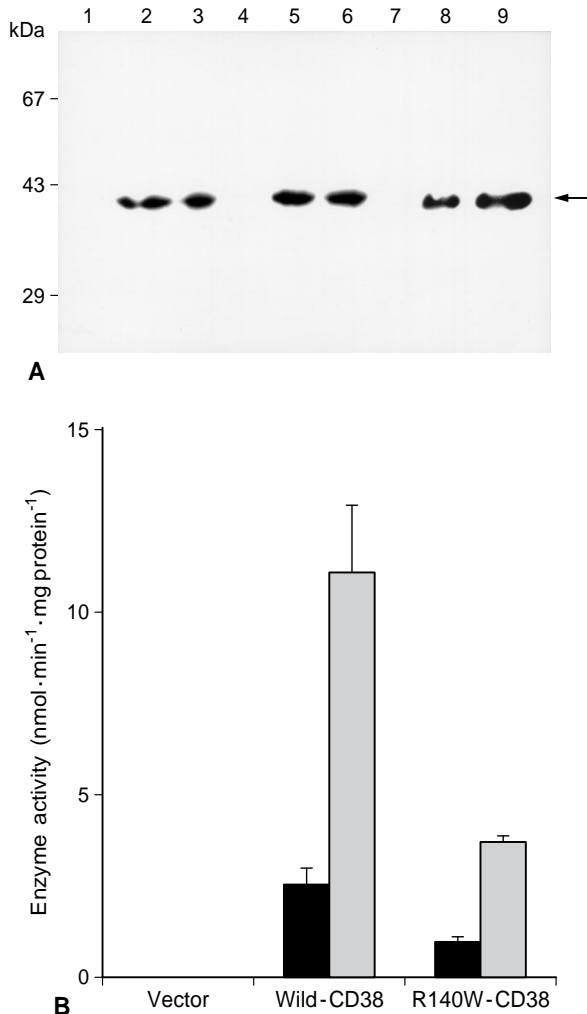 kDa 1 2 3 4 5 6 7 8 9
67
43
29
A
Enzyme activity (nmol·min⁻¹·mg protein⁻¹)
15
10
5
0
Vector Wild-CD38 R140W-CD38
B